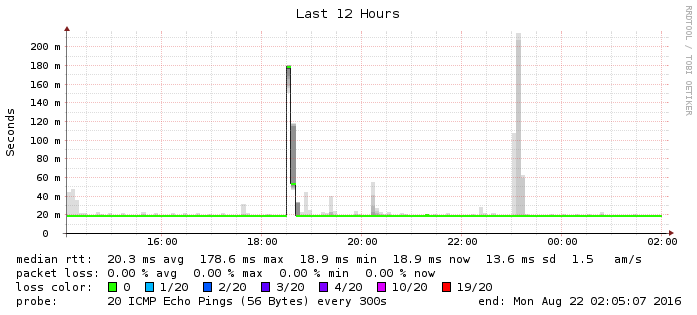 Last 12 Hours
RRDTOOL / TOBI OETIKER
Seconds
200 m
180 m
160 m
140 m
120 m
100 m
80 m
60 m
40 m
20 m
0
16:00 18:00 20:00 22:00 00:00 02:00
median rtt: 20.3 ms avg 178.6 ms max 18.9 ms min 18.9 ms now 13.6 ms sd 1.5 am/s
packet loss: 0.00 % avg 0.00 % max 0.00 % min 0.00 % now
loss color: 0 1/20 2/20 3/20 4/20 10/20 19/20
probe: 20 ICMP Echo Pings (56 Bytes) every 300s end: Mon Aug 22 02:05:07 2016